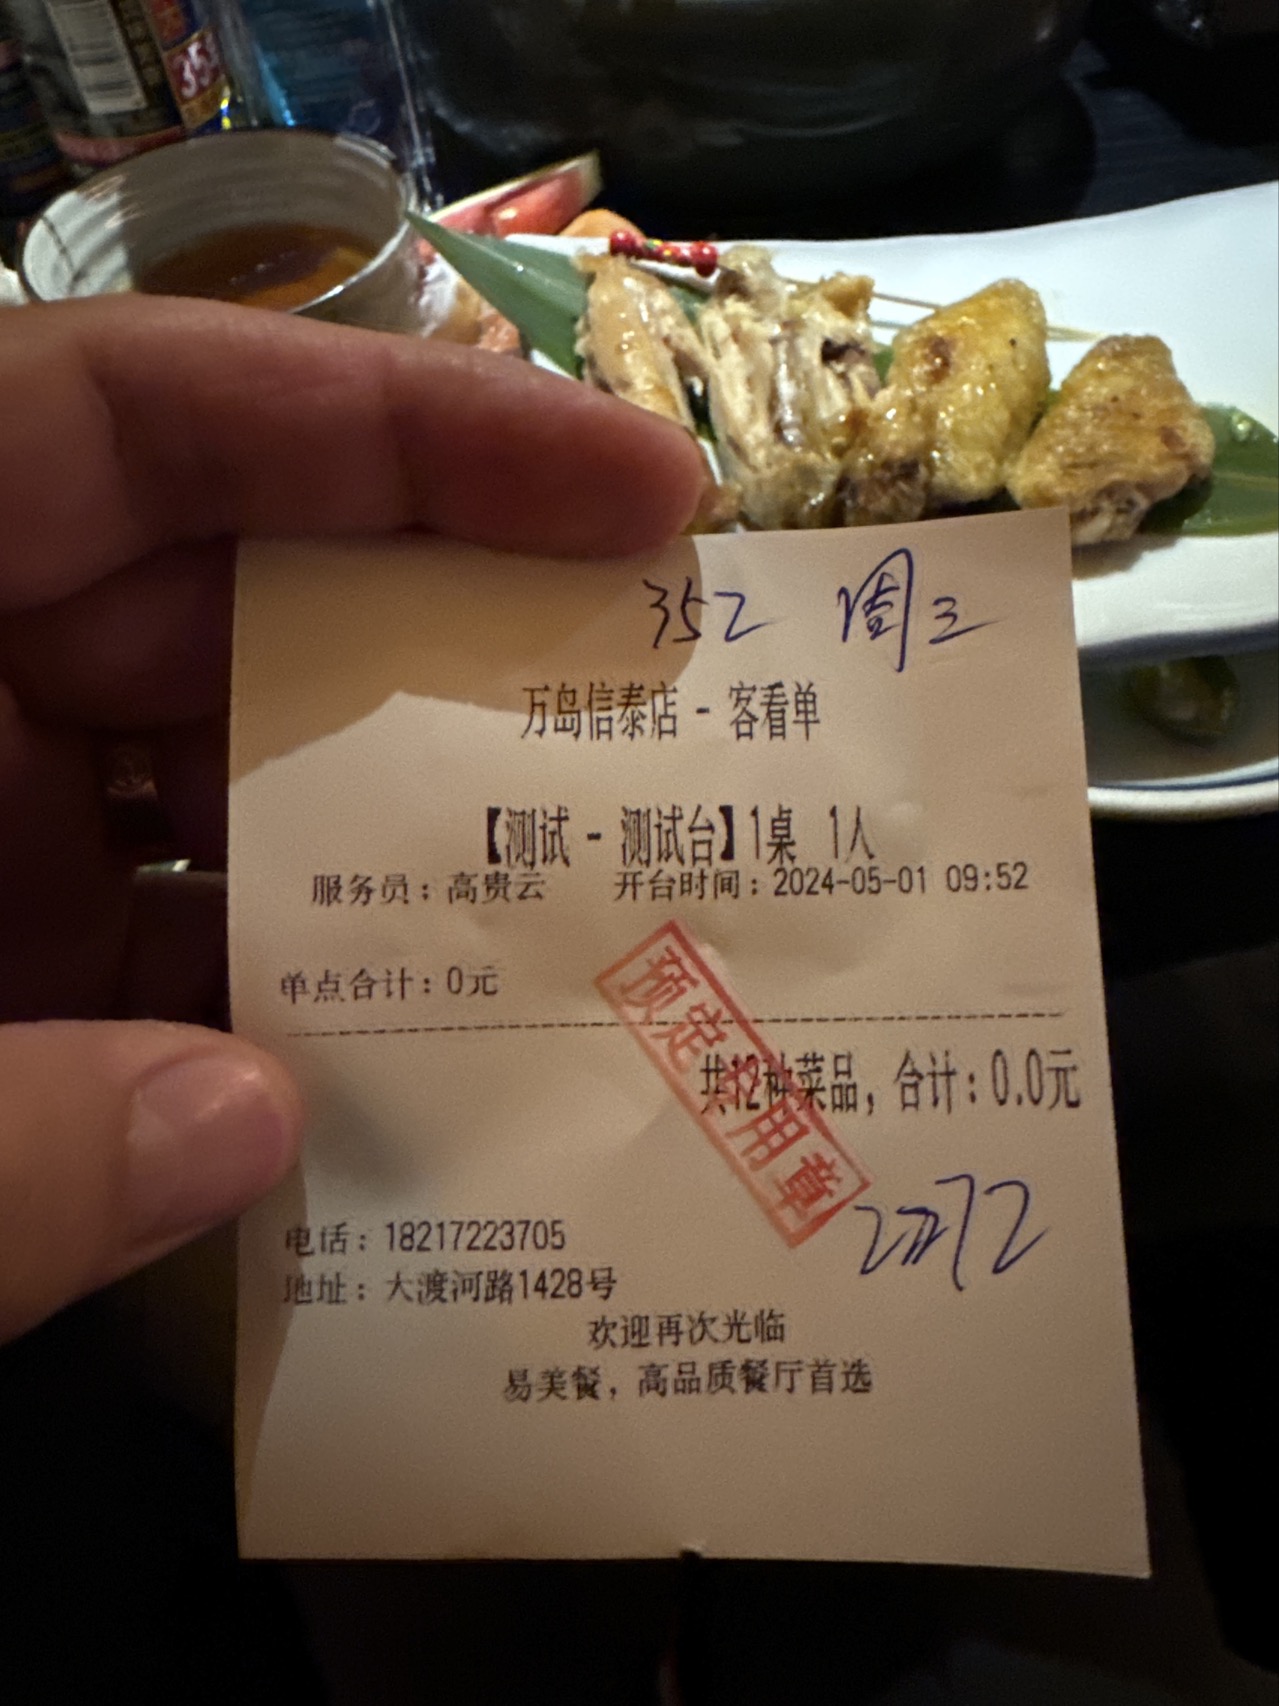 353
352 周三
万岛信泰店 - 客看单
【测试 - 测试台】1桌 1人
服务员：高贵云 开台时间：2024-05-01 09:52
单点合计：0元
预定专用章
共12种菜品，合计：0.0元
电话：18217223705
地址：大渡河路1428号
欢迎再次光临
易美餐，高品质餐厅首选